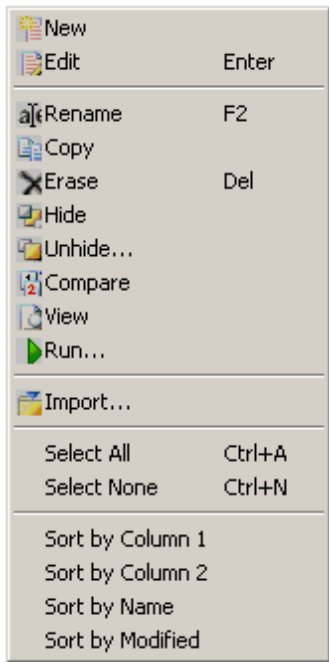 New
Edit Enter
Rename F2
Copy
Erase Del
Hide
Unhide...
Compare
View
Run...
Import...
Select All Ctrl+A
Select None Ctrl+N
Sort by Column 1
Sort by Column 2
Sort by Name
Sort by Modified